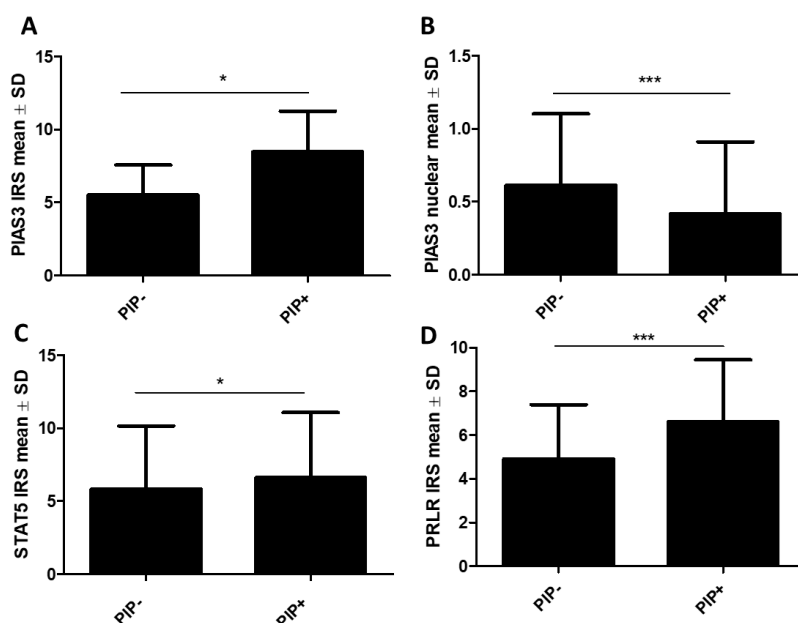 A
PIAS3 IRS mean ± SD
15
10
5
0
*
PIP-
PIP+
B
PIAS3 nuclear mean ± SD
1.5
1.0
0.5
0.0
***
PIP-
PIP+
C
STAT5 IRS mean ± SD
15
10
5
0
*
PIP-
PIP+
D
PRLR IRS mean ± SD
10
8
6
4
2
0
***
PIP-
PIP+